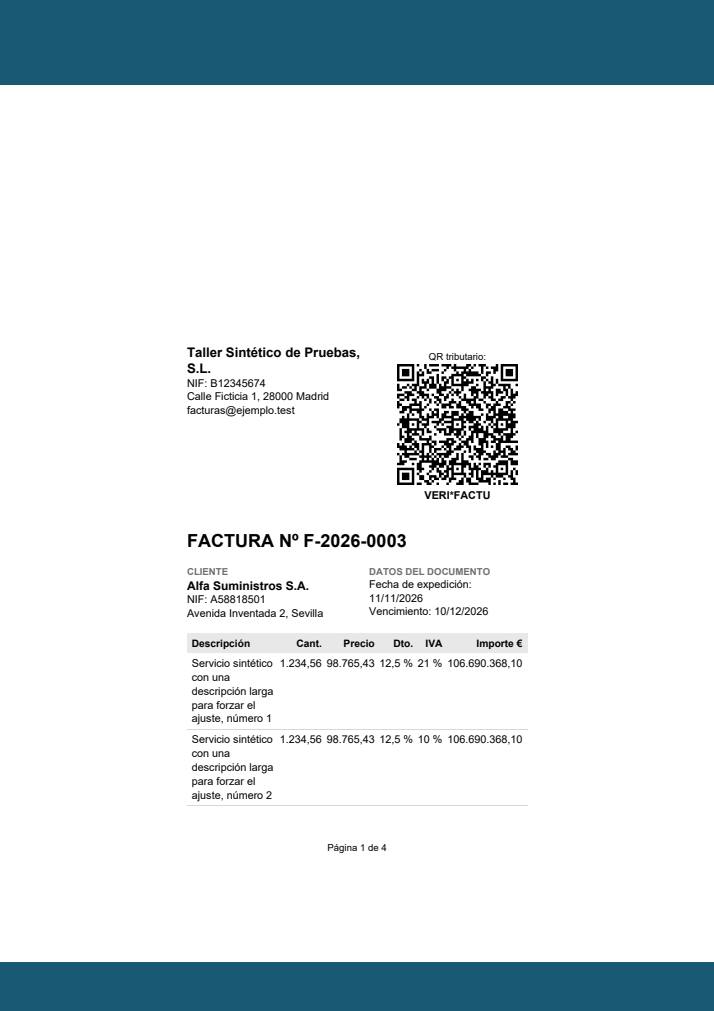 Taller Sintético de Pruebas,
S.L.
NIF: B12345674
Calle Ficticia 1, 28000 Madrid
facturas@ejemplo.test
QR tributario:
VERI*FACTU
FACTURA Nº F-2026-0003
CLIENTE
Alfa Suministros S.A.
NIF: A58818501
Avenida Inventada 2, Sevilla
DATOS DEL DOCUMENTO
Fecha de expedición:
11/11/2026
Vencimiento: 10/12/2026
Descripción Cant. Precio Dto. IVA Importe €
Servicio sintético 1.234,56 98.765,43 12,5 % 21 % 106.690.368,10
con una
descripción larga
para forzar el
ajuste, número 1
Servicio sintético 1.234,56 98.765,43 12,5 % 10 % 106.690.368,10
con una
descripción larga
para forzar el
ajuste, número 2
Página 1 de 4